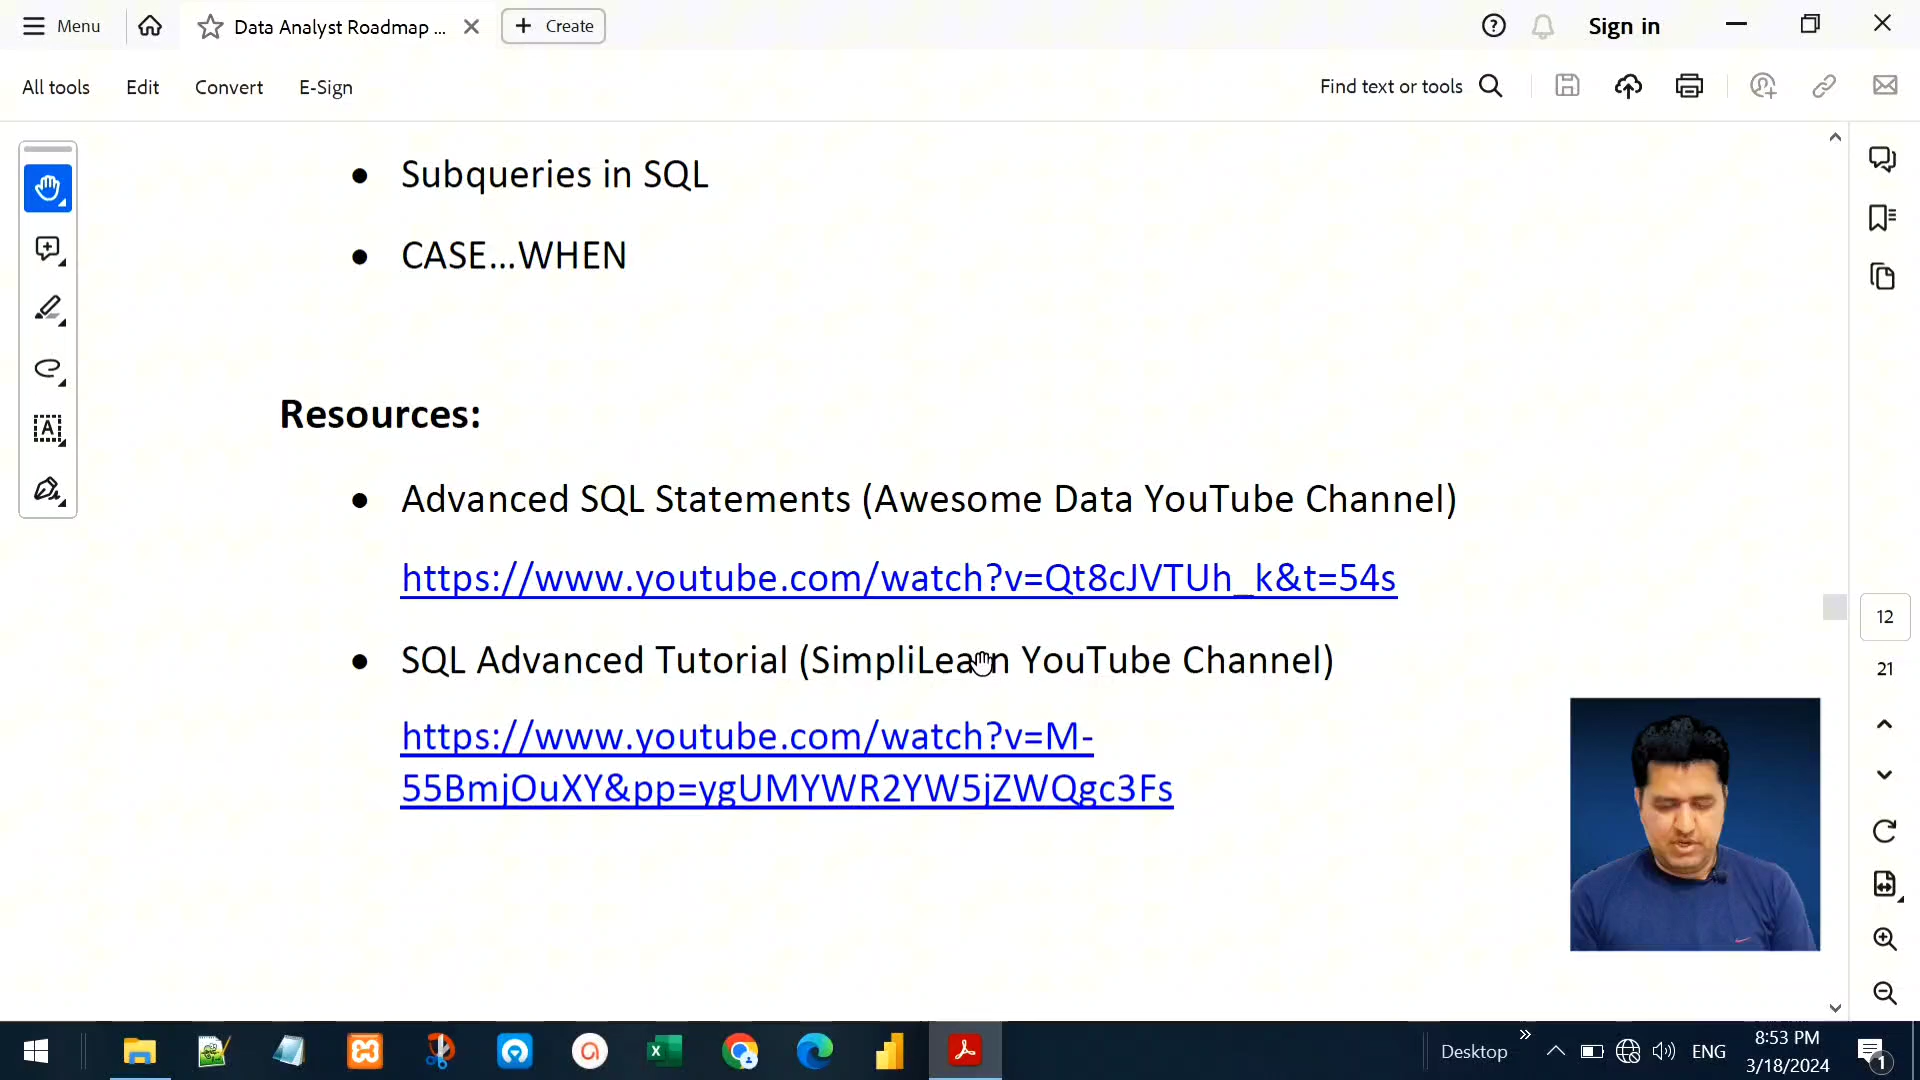 Menu
Data Analyst Roadmap ...
Create
Sign in
All tools
Edit
Convert
E-Sign
Find text or tools
• Subqueries in SQL
• CASE...WHEN
Resources:
• Advanced SQL Statements (Awesome Data YouTube Channel)
https://www.youtube.com/watch?v=Qt8cJVTUh_k&t=54s
• SQL Advanced Tutorial (SimpliLearn YouTube Channel)
https://www.youtube.com/watch?v=M-
55BmjOuXY&pp=ygUMYWR2YW5jZWQgc3Fs
12
21
Desktop
ENG
8:53 PM
3/18/2024
1